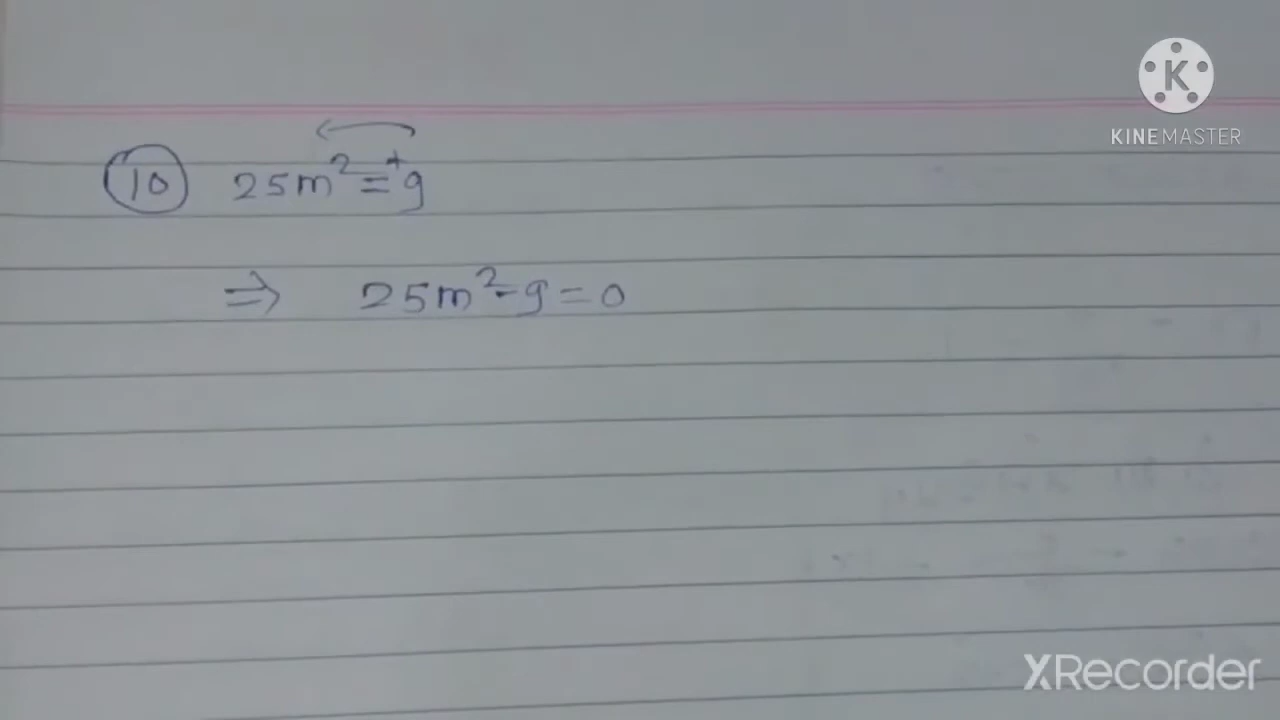 K
KINEMASTER
10 25m² = +9
⇒ 25m² - 9 = 0
XRecorder